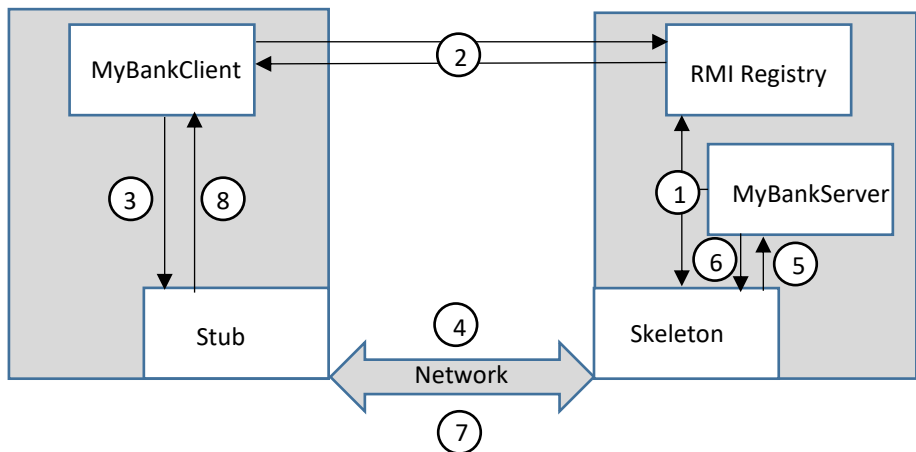 2
MyBankClient
RMI Registry
3
8
1
MyBankServer
6
5
4
Stub
Skeleton
Network
7